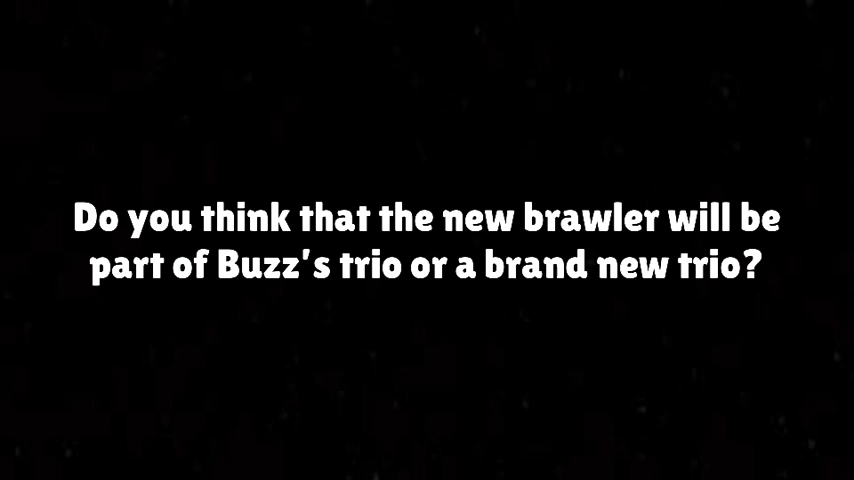 Do you think that the new brawler will be
part of Buzz's trio or a brand new trio?